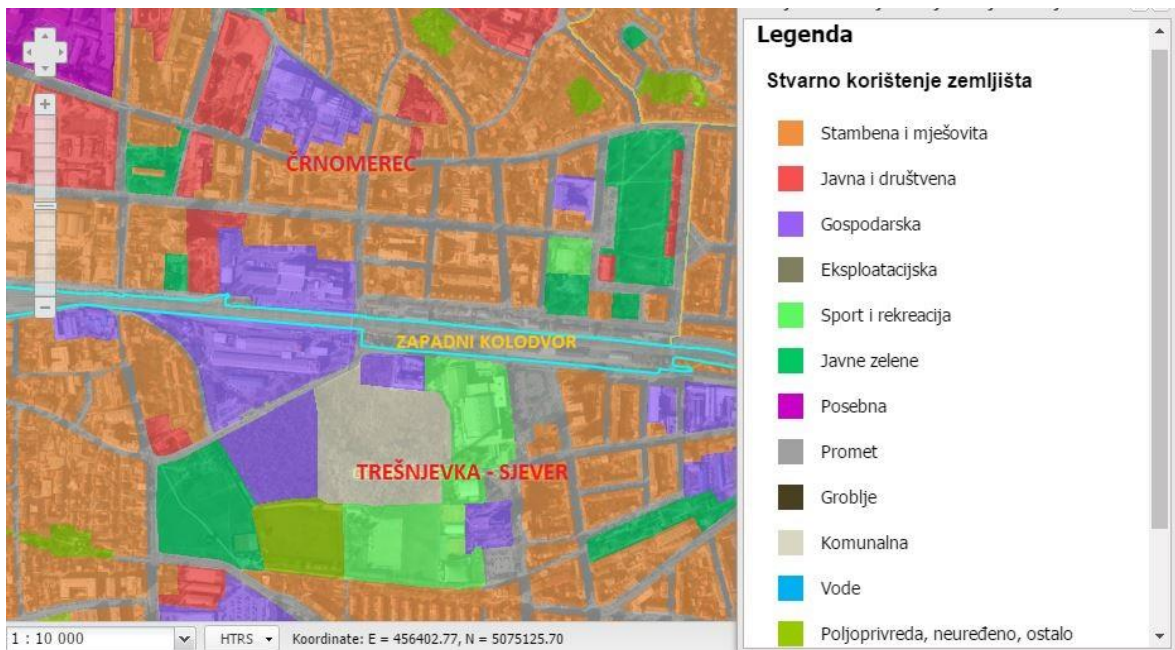 ČRNOMEREC
ZAPADNI KOLODVOR
TREŠNJEVKA - SJEVER
1 : 10 000
HTRS
Koordinate: E = 456402.77, N = 5075125.70
Legenda
Stvarno korištenje zemljišta
Stambena i mješovita
Javna i društvena
Gospodarska
Eksploatacijska
Sport i rekreacija
Javne zelene
Posebna
Promet
Groblje
Komunalna
Vode
Poljoprivreda, neuređeno, ostalo